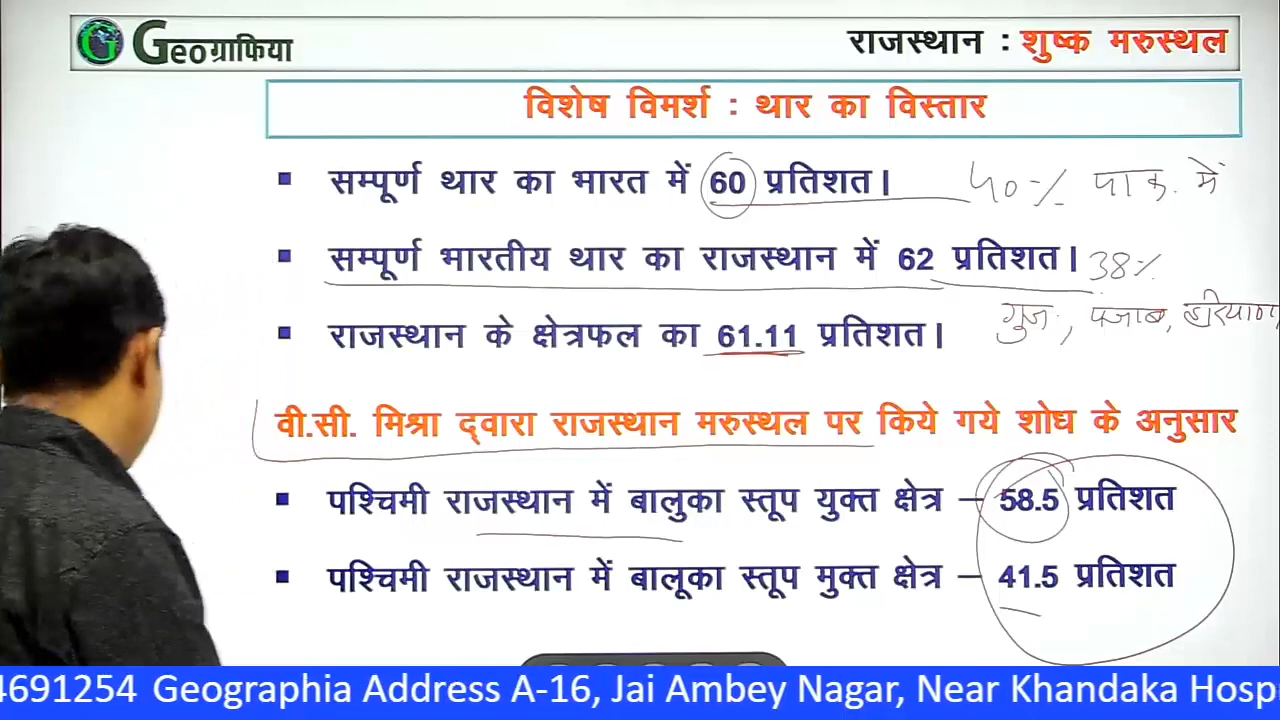 Geoग्राफिया
राजस्थान : शुष्क मरुस्थल
विशेष विमर्श : थार का विस्तार
▪ सम्पूर्ण थार का भारत में 60 प्रतिशत। 40% पाक. में
▪ सम्पूर्ण भारतीय थार का राजस्थान में 62 प्रतिशत। 38%
गुज., पंजाब, हरियाणा
▪ राजस्थान के क्षेत्रफल का 61.11 प्रतिशत।
वी.सी. मिश्रा द्वारा राजस्थान मरुस्थल पर किये गये शोध के अनुसार
▪ पश्चिमी राजस्थान में बालुका स्तूप युक्त क्षेत्र – 58.5 प्रतिशत
▪ पश्चिमी राजस्थान में बालूका स्तूप मुक्त क्षेत्र – 41.5 प्रतिशत
4691254 Geographia Address A-16, Jai Ambey Nagar, Near Khandaka Hosp